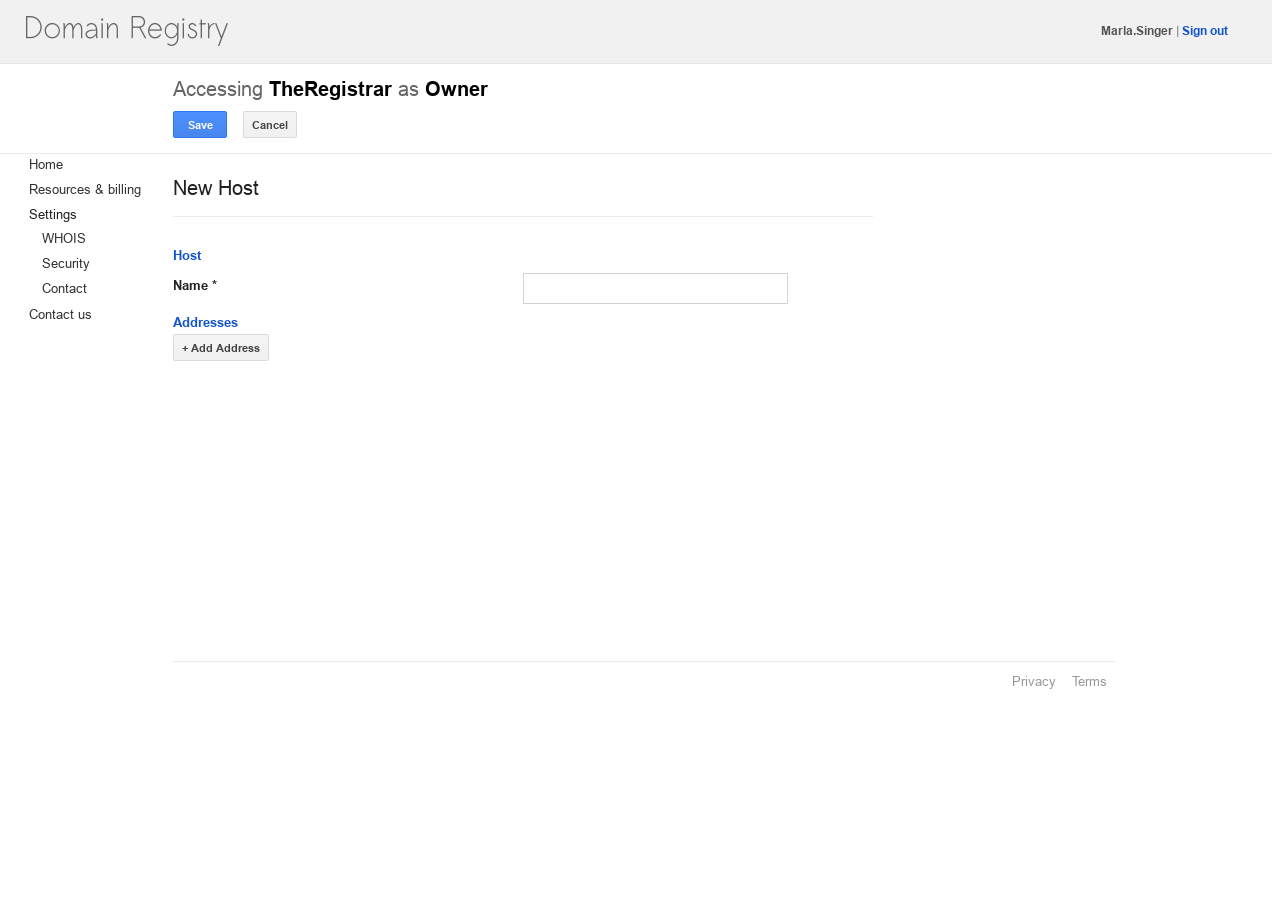 Domain Registry
Marla.Singer | Sign out
Accessing TheRegistrar as Owner
Save Cancel
Home
Resources & billing
Settings
WHOIS
Security
Contact
Contact us
New Host
Host
Name *
Addresses
+ Add Address
Privacy Terms